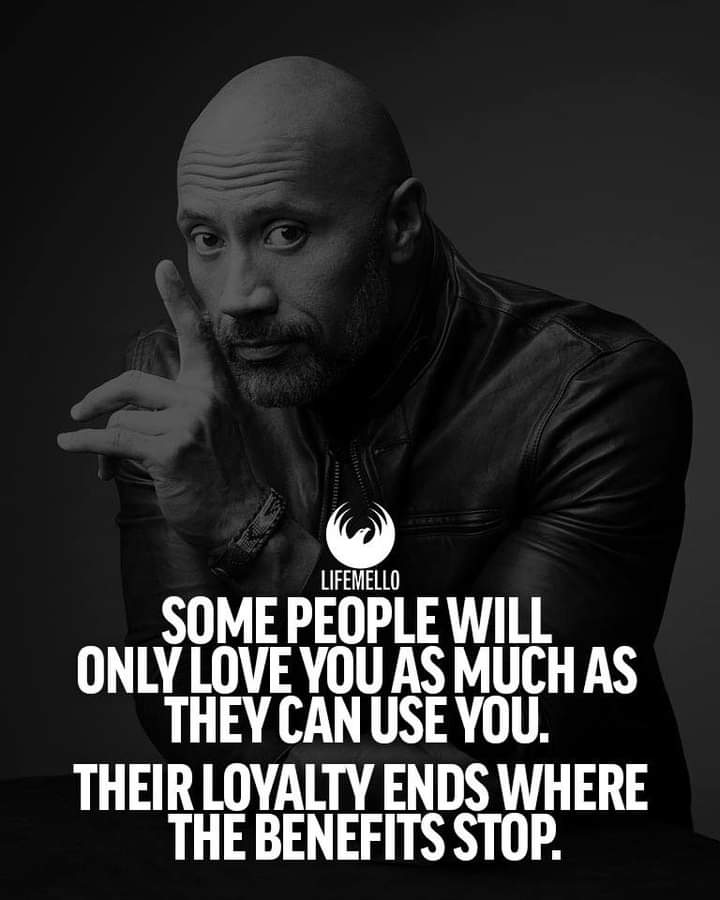 LIFEMELLO
SOME PEOPLE WILL
ONLY LOVE YOU AS MUCH AS
THEY CAN USE YOU.
THEIR LOYALTY ENDS WHERE
THE BENEFITS STOP.